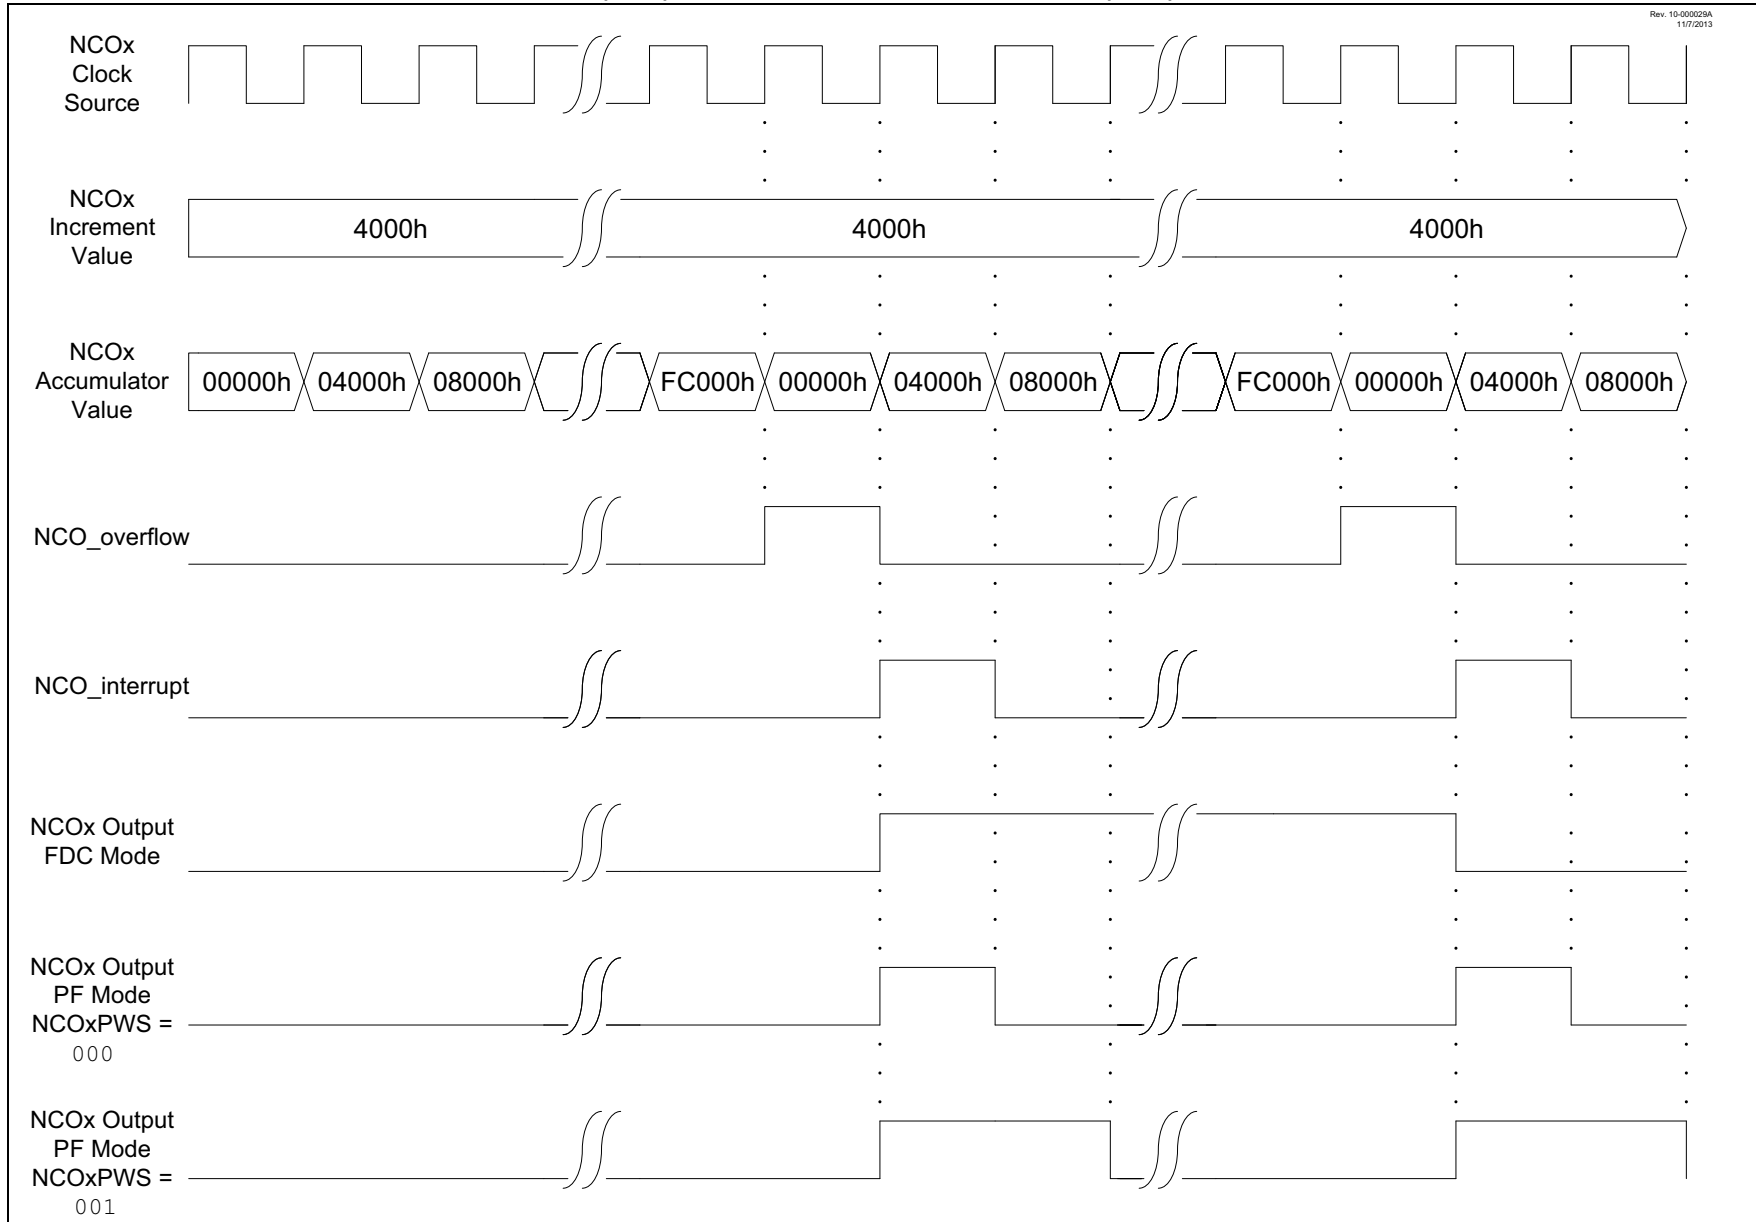 Rev. 10-000029A
11/7/2013
NCOx
Clock
Source
NCOx
Increment
Value
4000h
4000h
4000h
NCOx
Accumulator
Value
00000h
04000h
08000h
FC000h
00000h
04000h
08000h
FC000h
00000h
04000h
08000h
NCO_overflow
NCO_interrupt
NCOx Output
FDC Mode
NCOx Output
PF Mode
NCOxPWS =
000
NCOx Output
PF Mode
NCOxPWS =
001